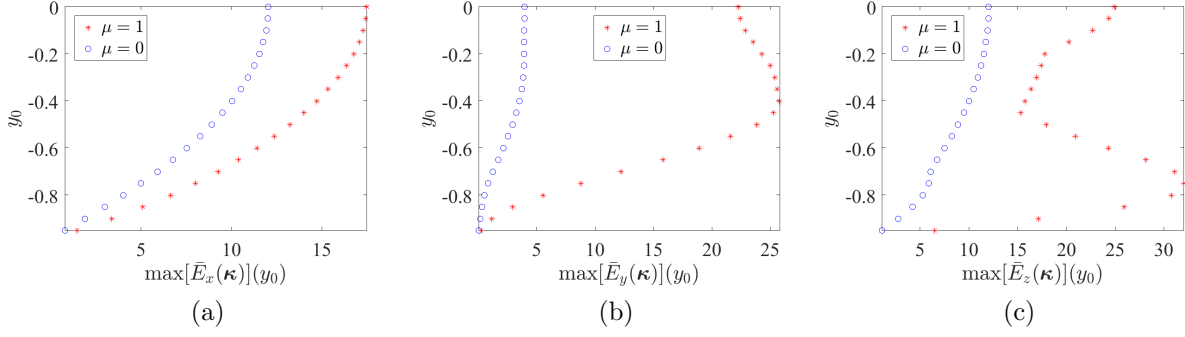 0
-0.2
-0.4
-0.6
-0.8
y₀
μ = 1
μ = 0
5 10 15
max[Ēₓ(κ)](y₀)
(a)
0
-0.2
-0.4
-0.6
-0.8
y₀
μ = 1
μ = 0
5 10 15 20 25
max[Ē_y(κ)](y₀)
(b)
0
-0.2
-0.4
-0.6
-0.8
y₀
μ = 1
μ = 0
5 10 15 20 25 30
max[Ē_z(κ)](y₀)
(c)